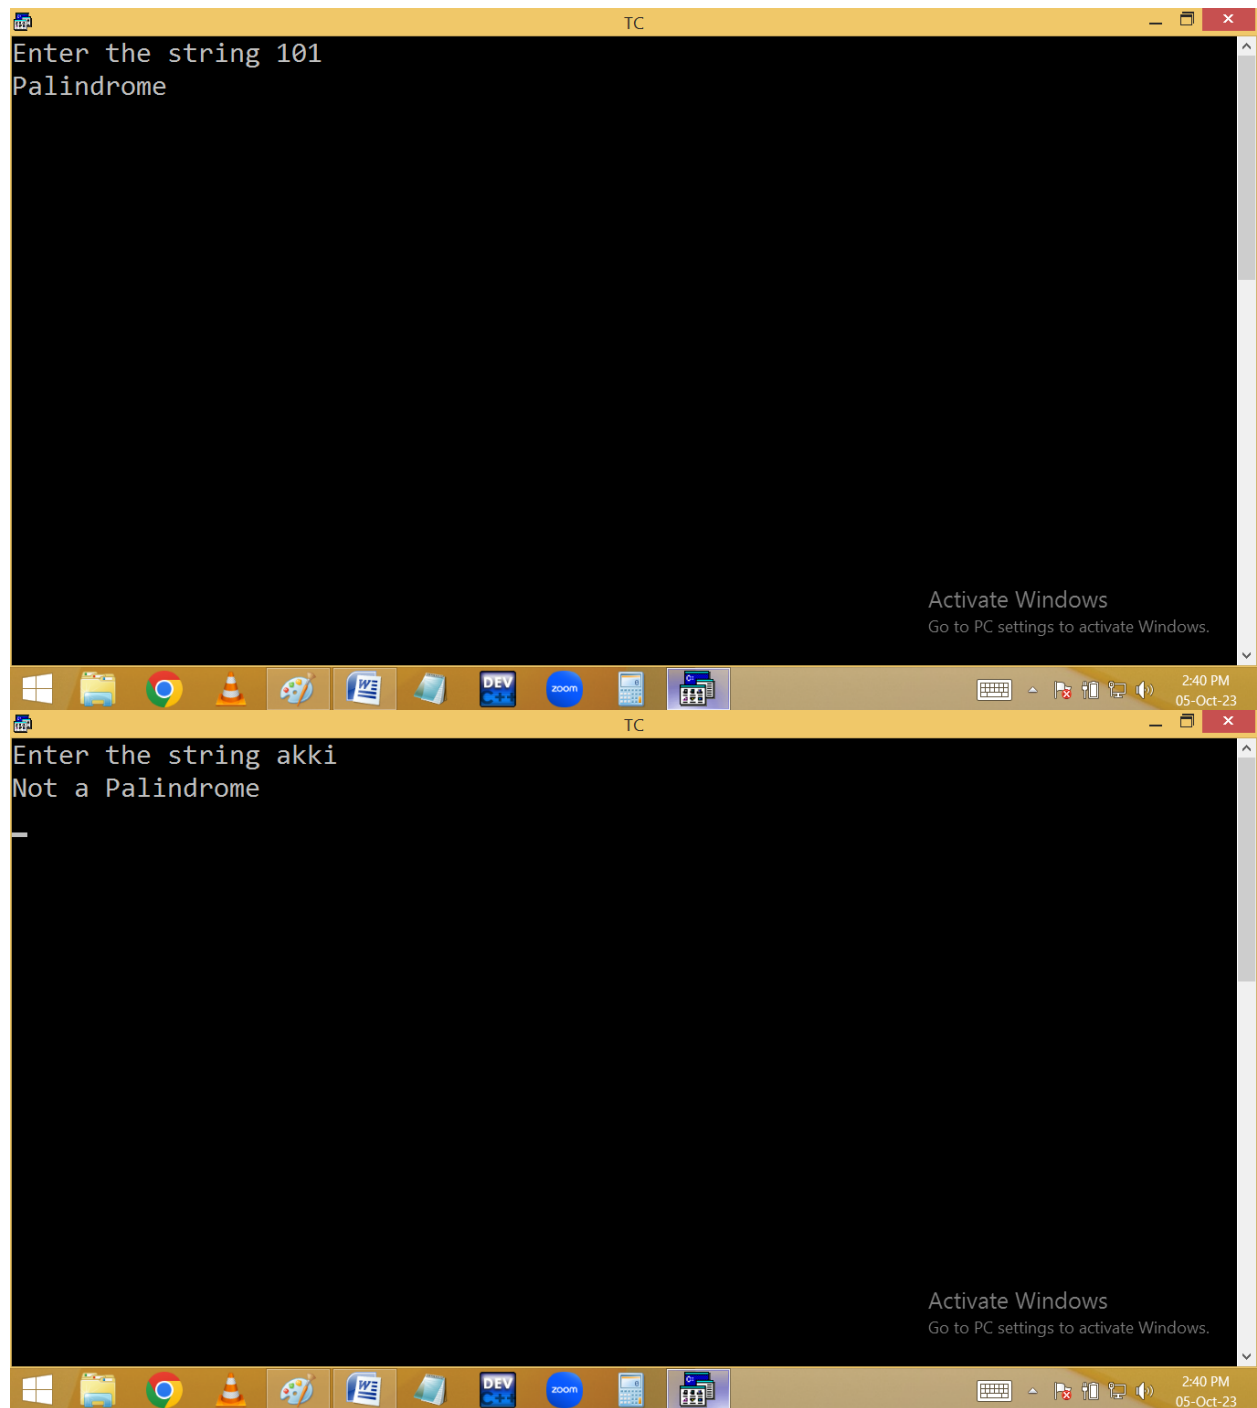 TC
Enter the string 101
Palindrome
Activate Windows
Go to PC settings to activate Windows.
DEV
C++
zoom
2:40 PM
05-Oct-23
TC
Enter the string akki
Not a Palindrome
Activate Windows
Go to PC settings to activate Windows.
DEV
C++
zoom
2:41 PM
05-Oct-23